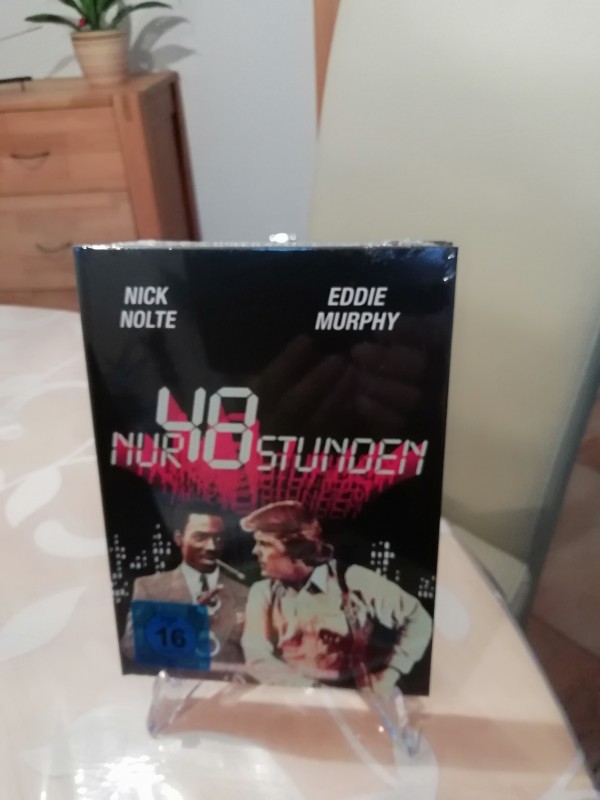 NICK
NOLTE
EDDIE
MURPHY
NUR 48 STUNDEN
16